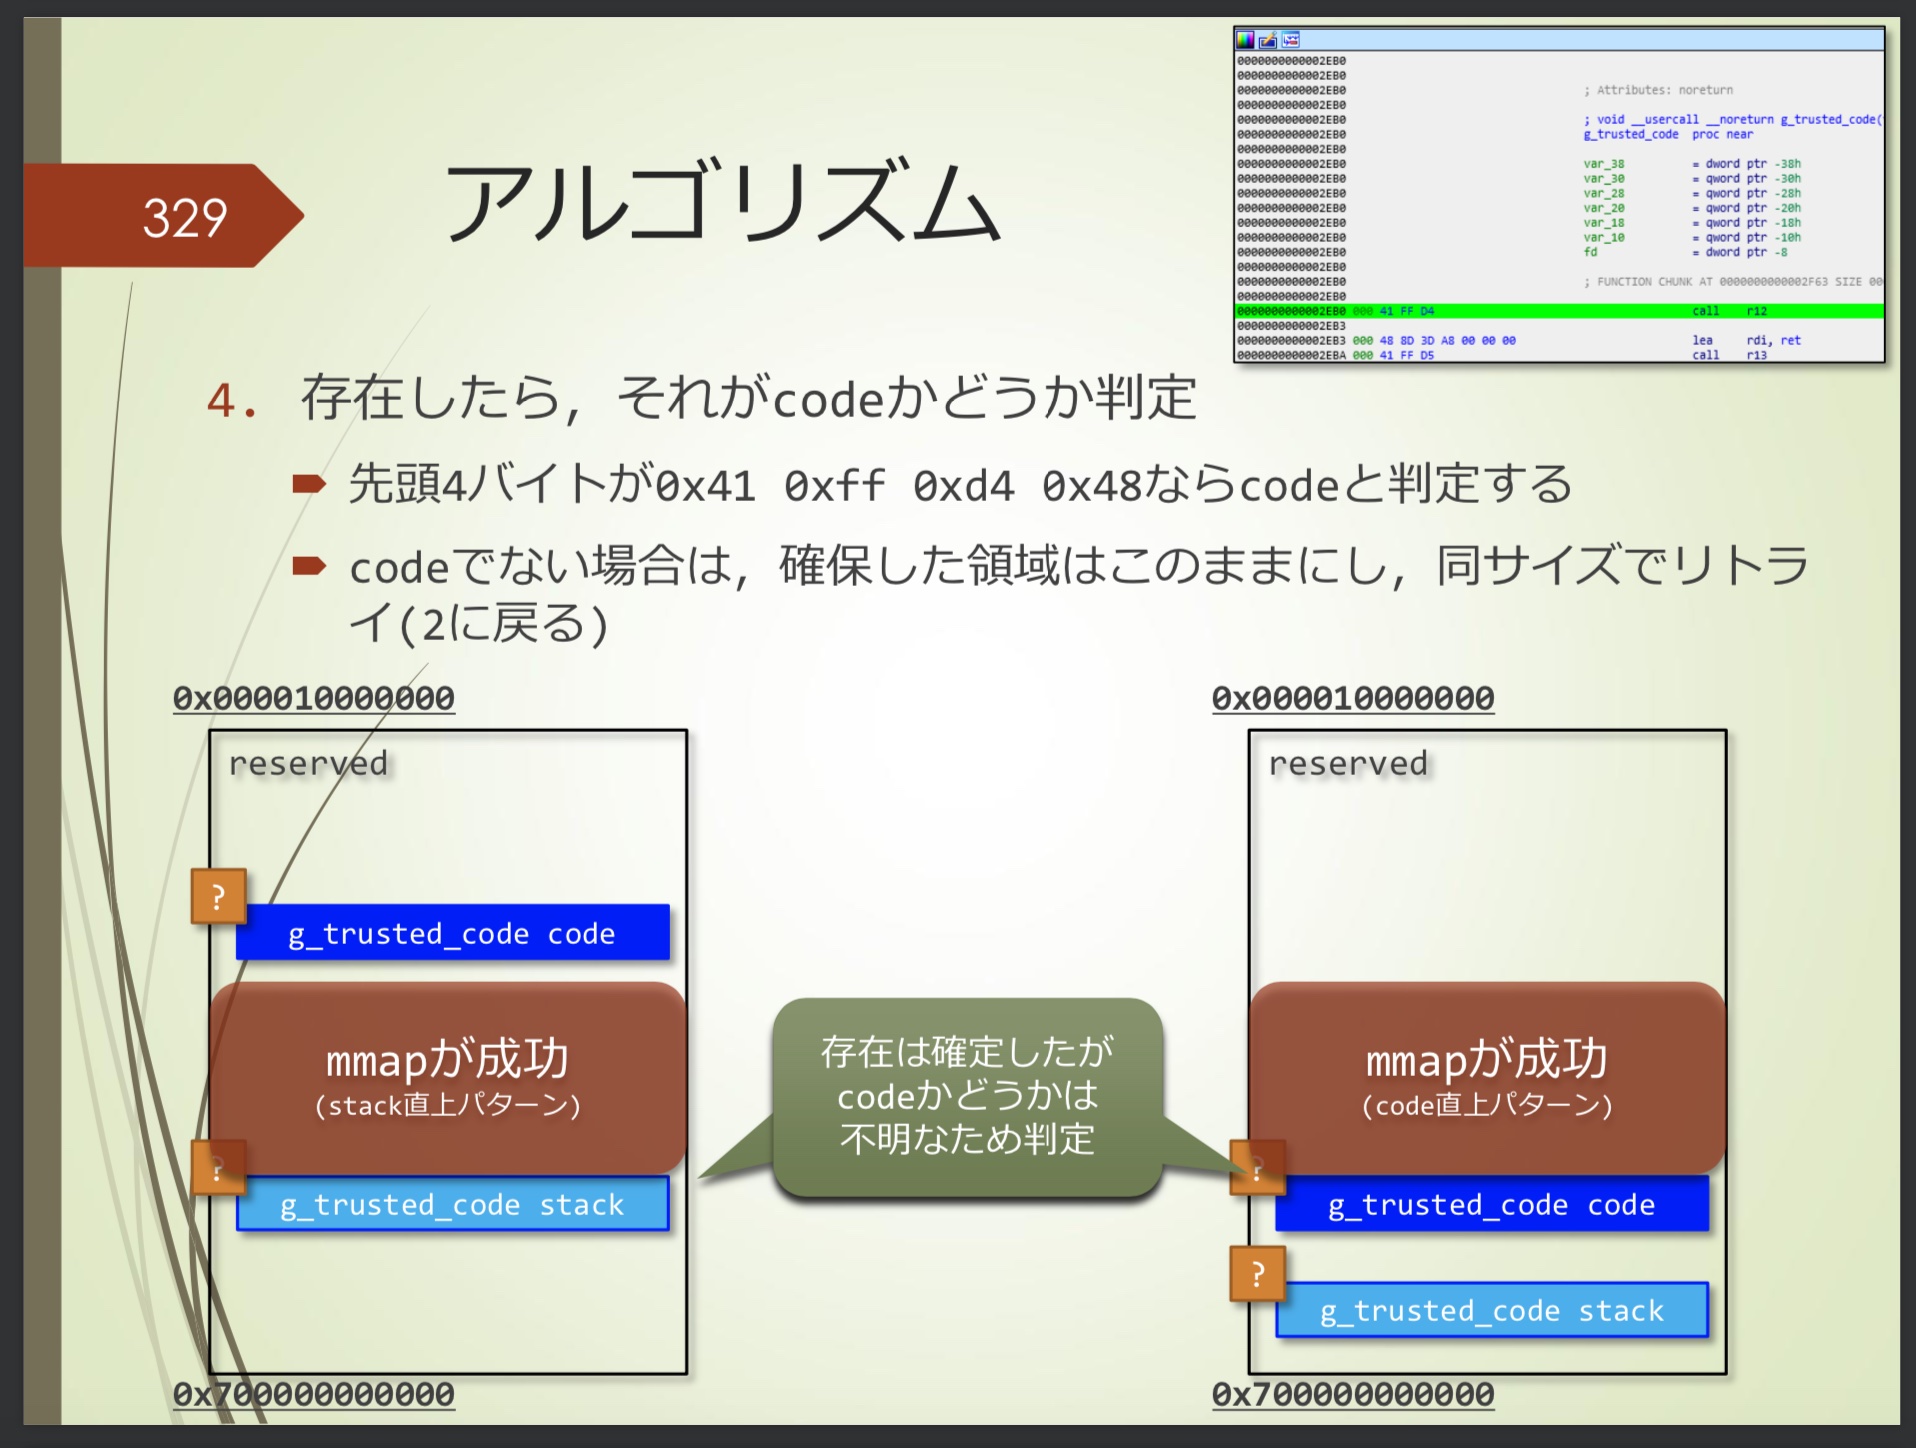 329
アルゴリズム
0000000000002EB0
0000000000002EB0
0000000000002EB0 ; Attributes: noreturn
0000000000002EB0
0000000000002EB0 ; void __usercall __noreturn g_trusted_code(
0000000000002EB0 g_trusted_code proc near
0000000000002EB0
0000000000002EB0 var_38 = dword ptr -38h
0000000000002EB0 var_30 = qword ptr -30h
0000000000002EB0 var_28 = qword ptr -28h
0000000000002EB0 var_20 = qword ptr -20h
0000000000002EB0 var_18 = qword ptr -18h
0000000000002EB0 var_10 = qword ptr -10h
0000000000002EB0 fd = dword ptr -8
0000000000002EB0
0000000000002EB0 ; FUNCTION CHUNK AT 0000000000002F63 SIZE 00
0000000000002EB0
0000000000002EB0 000 41 FF D4 call r12
0000000000002EB3
0000000000002EB3 000 48 8D 3D A8 00 00 00 lea rdi, ret
0000000000002EBA 000 41 FF D5 call r13
4. 存在したら，それがcodeかどうか判定
先頭4バイトが0x41 0xff 0xd4 0x48ならcodeと判定する
codeでない場合は，確保した領域はこのままにし，同サイズでリトラ
イ(2に戻る)
0x000010000000
reserved
?
g_trusted_code code
mmapが成功
(stack直上パターン)
?
g_trusted_code stack
0x700000000000
存在は確定したが
codeかどうかは
不明なため判定
0x000010000000
reserved
mmapが成功
(code直上パターン)
?
g_trusted_code code
?
g_trusted_code stack
0x700000000000